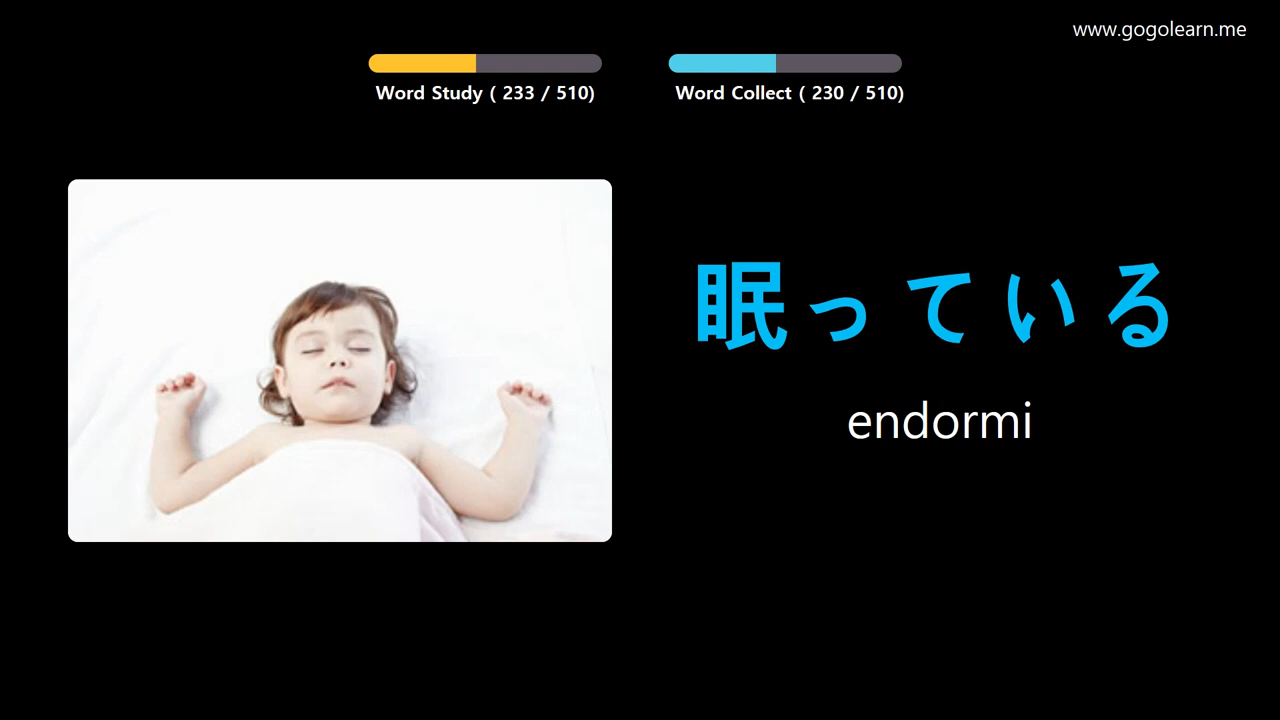 www.gogolearn.me
Word Study ( 233 / 510)
Word Collect ( 230 / 510)
眠っている
endormi